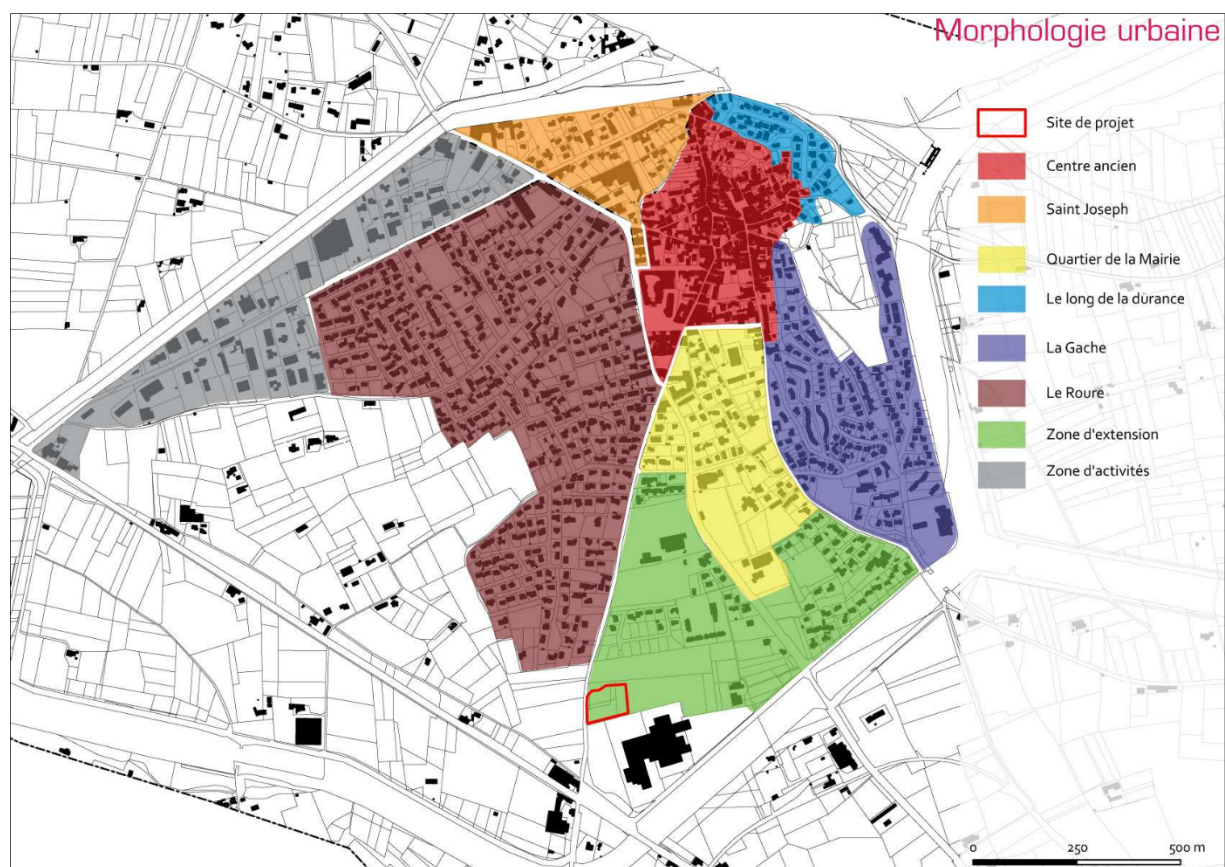 Morphologie urbaine
Site de projet
Centre ancien
Saint Joseph
Quartier de la Mairie
Le long de la durance
La Gache
Le Roure
Zone d'extension
Zone d'activités
0 250 500 m